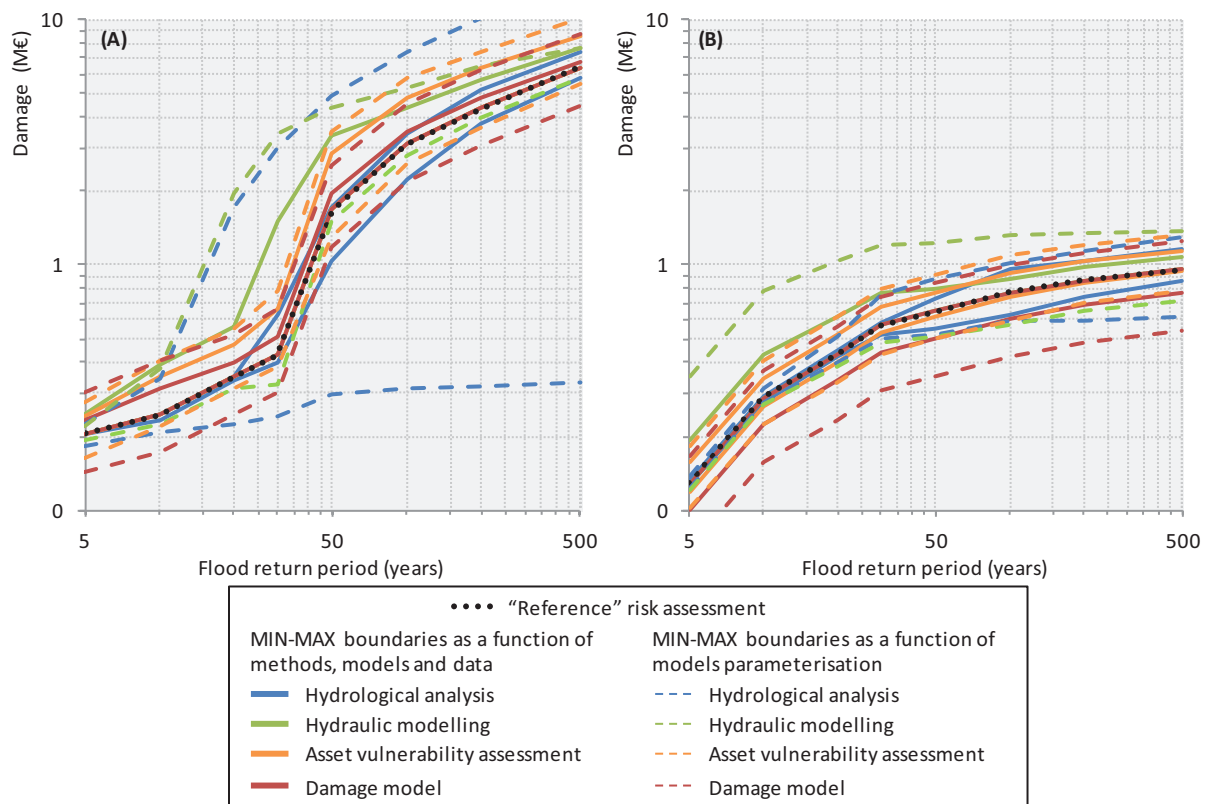 10
(A)
Damage (M€)
1
0
5
50
500
Flood return period (years)
10
(B)
Damage (M€)
1
0
5
50
500
Flood return period (years)
"Reference" risk assessment
MIN-MAX boundaries as a function of
methods, models and data
Hydrological analysis
Hydraulic modelling
Asset vulnerability assessment
Damage model
MIN-MAX boundaries as a function of
models parameterisation
Hydrological analysis
Hydraulic modelling
Asset vulnerability assessment
Damage model